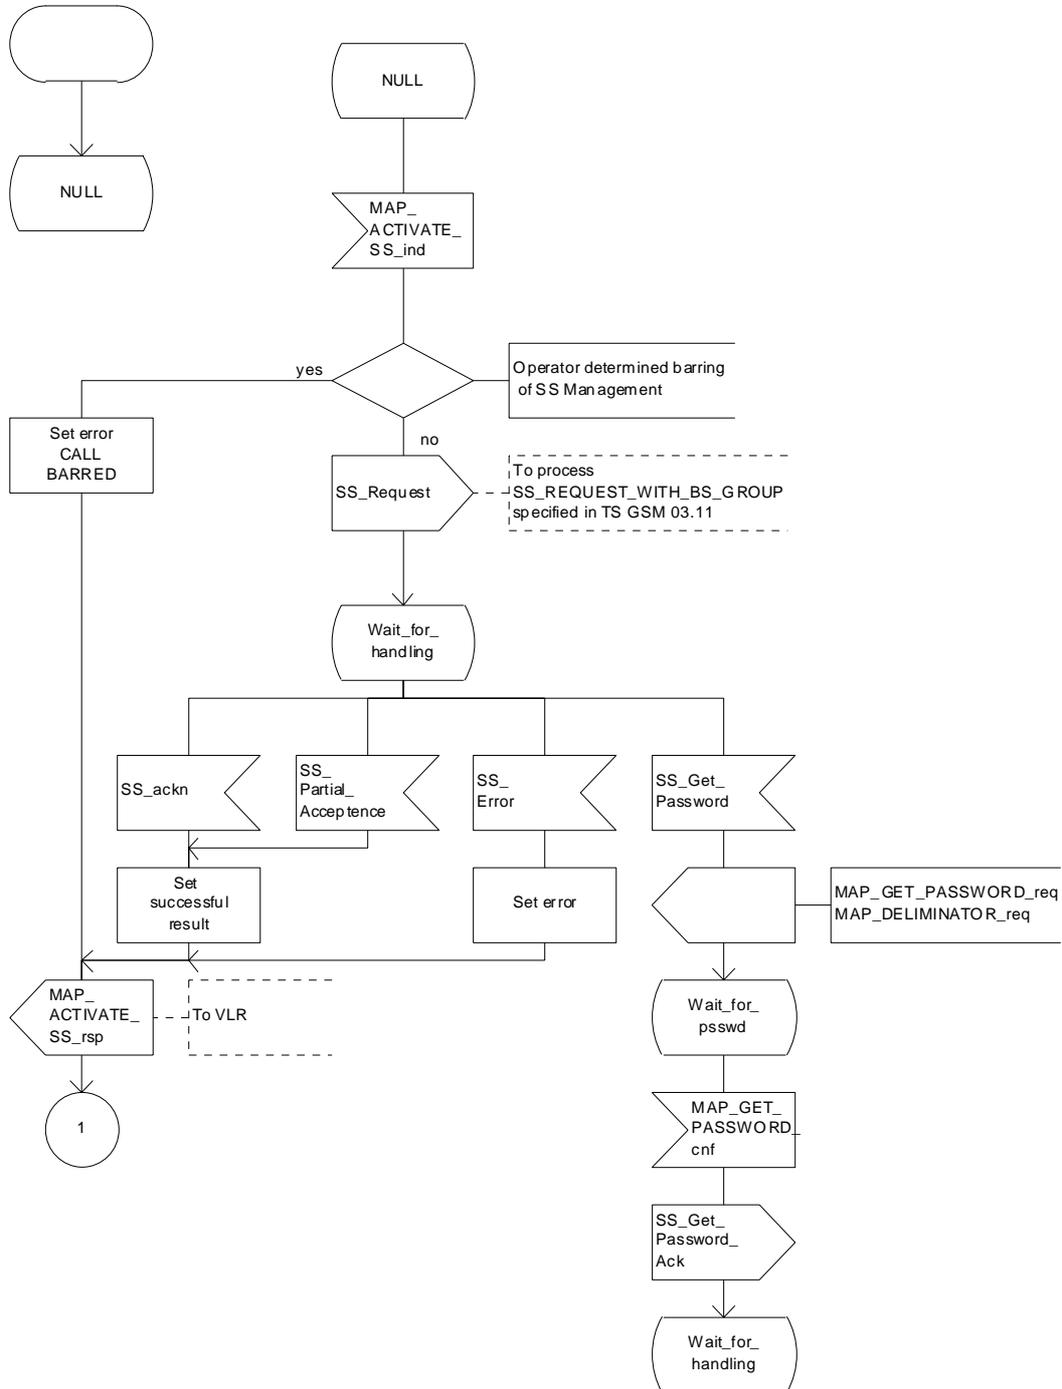 NULL
NULL
MAP_
ACTIVATE_
SS_ind
yes
Operator determined barring
of SS Management
Set error
CALL
BARRED
no
SS_Request
To process
SS_REQUEST_WITH_BS_GROUP
specified in TS GSM 03.11
Wait_for_
handling
SS_ackn
SS_
Partial_
Acceptence
SS_
Error
SS_Get_
Password
Set
successful
result
Set error
MAP_GET_PASSWORD_req
MAP_DELIMINATOR_req
MAP_
ACTIVATE_
SS_rsp
To VLR
Wait_for_
psswd
1
MAP_GET_
PASSWORD_
cnf
SS_Get_
Password_
Ack
Wait_for_
handling